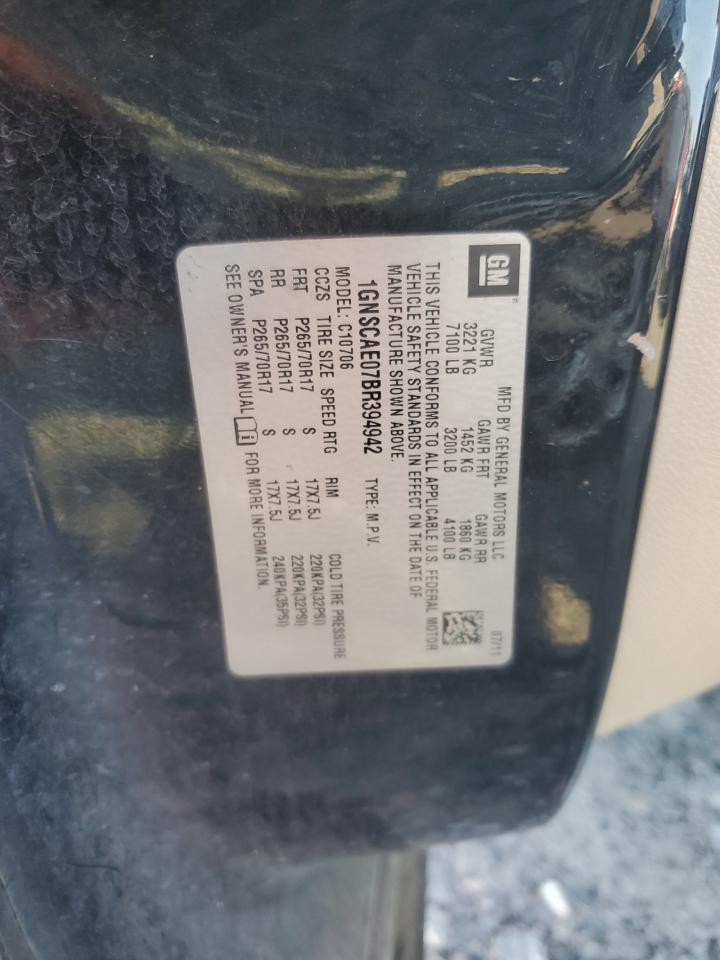 GM
MFD BY GENERAL MOTORS LLC 07/11
GVWR GAWR FRT GAWR RR
3221 KG 1452 KG 1860 KG
7100 LB 3200 LB 4100 LB
THIS VEHICLE CONFORMS TO ALL APPLICABLE U.S. FEDERAL MOTOR
VEHICLE SAFETY STANDARDS IN EFFECT ON THE DATE OF
MANUFACTURE SHOWN ABOVE.
1GNSCAE07BR394942 TYPE: M.P.V.
MODEL: C10706
CCZS TIRE SIZE SPEED RTG RIM COLD TIRE PRESSURE
FRT P265/70R17 S 17X7.5J 220KPA(32PSI)
RR P265/70R17 S 17X7.5J 220KPA(32PSI)
SPA P265/70R17 S 17X7.5J 240KPA(35PSI)
SEE OWNER'S MANUAL i FOR MORE INFORMATION.